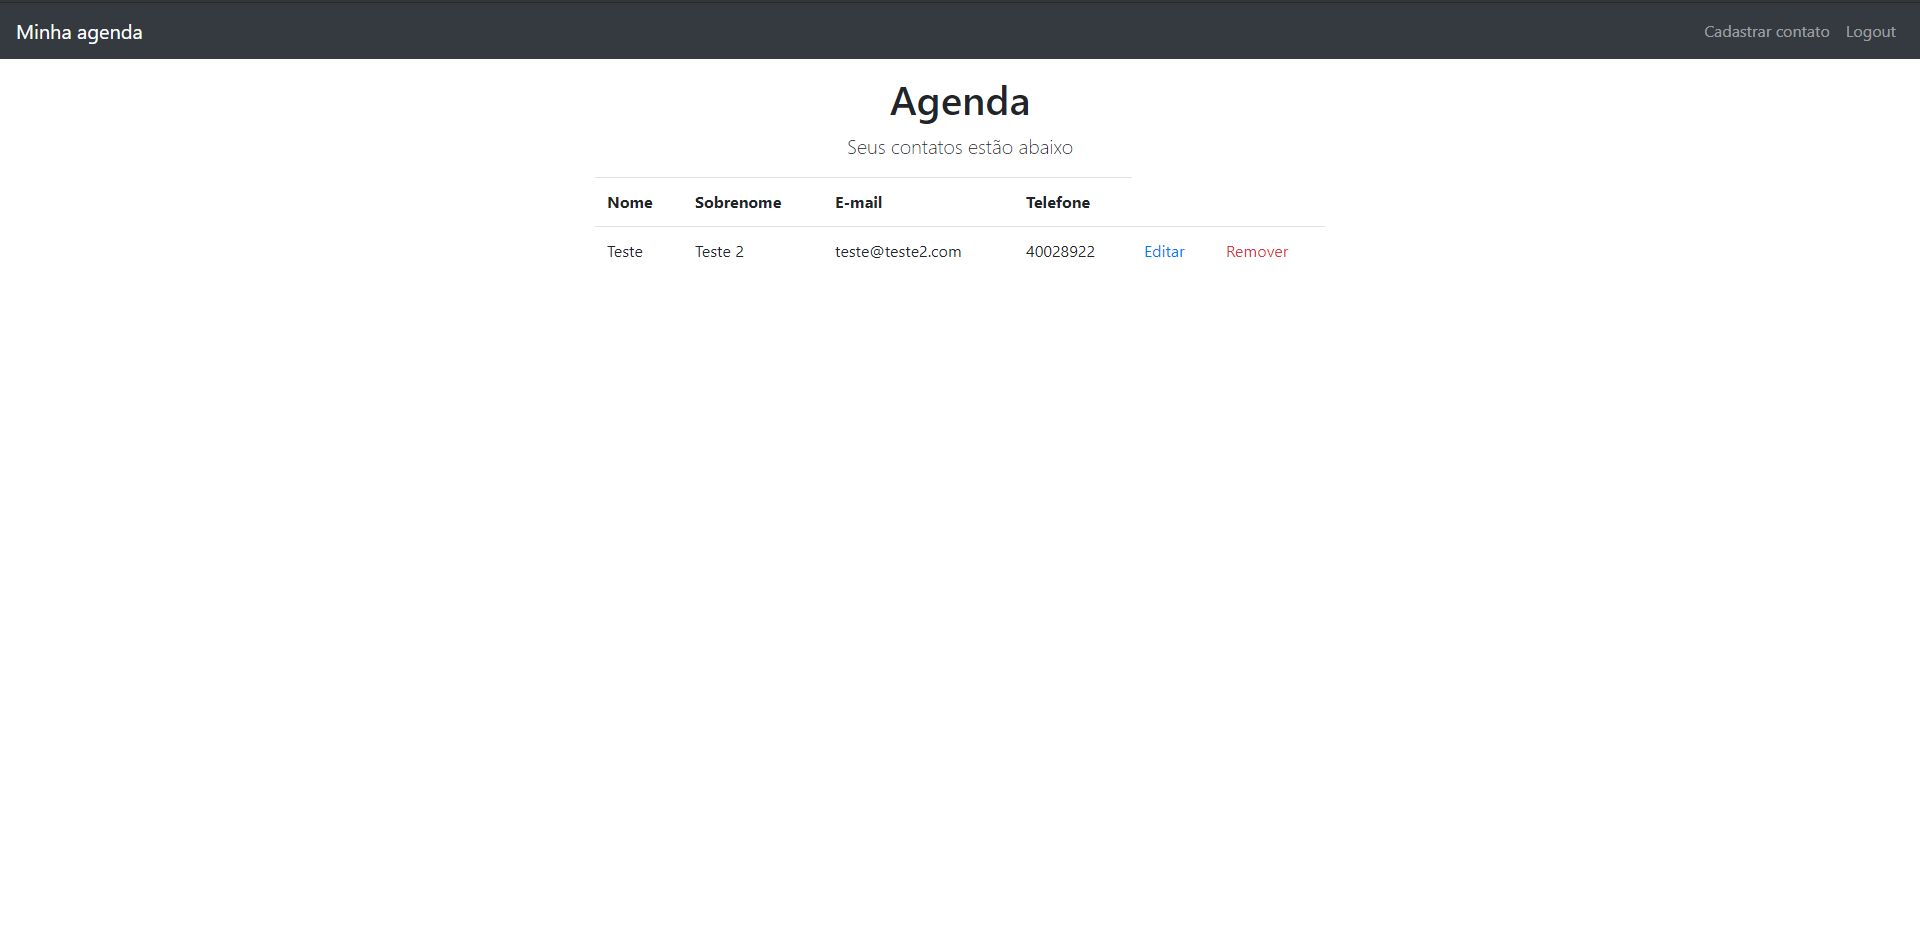 Minha agenda Cadastrar contato Logout
Agenda
Seus contatos estão abaixo
Nome Sobrenome E-mail Telefone
Teste Teste 2 teste@teste2.com 40028922 Editar Remover